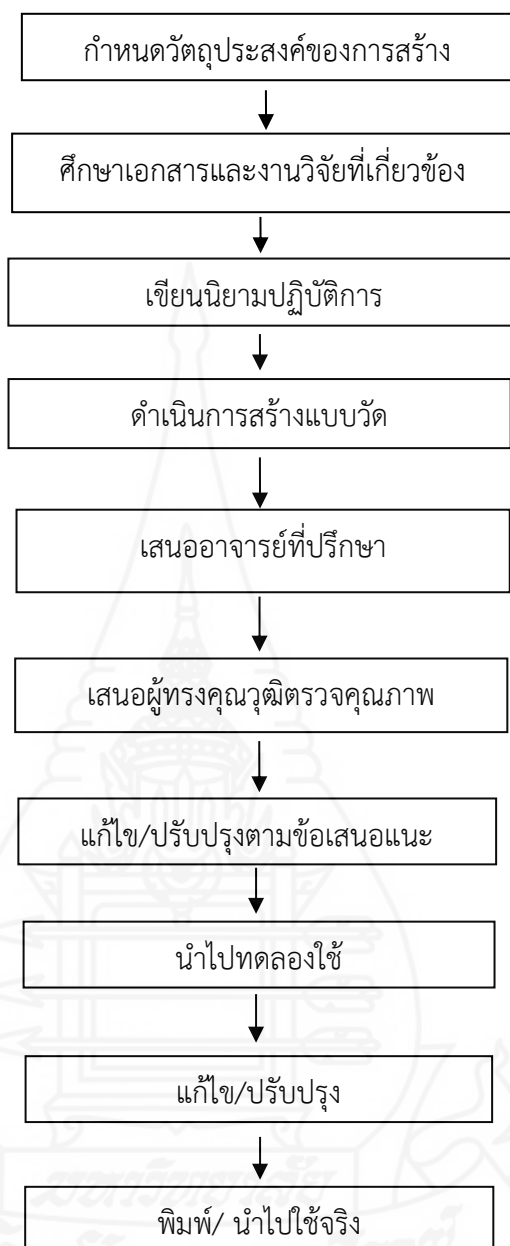 กำหนดวัตถุประสงค์ของการสร้าง
ศึกษาเอกสารและงานวิจัยที่เกี่ยวข้อง
เขียนนิยามปฏิบัติการ
ดำเนินการสร้างแบบวัด
เสนออาจารย์ที่ปรึกษา
เสนอผู้ทรงคุณวุฒิตรวจคุณภาพ
แก้ไข/ปรับปรุงตามข้อเสนอแนะ
นำไปทดลองใช้
แก้ไข/ปรับปรุง
มหาวิทยาลัย
พิมพ์/ นำไปใช้จริง